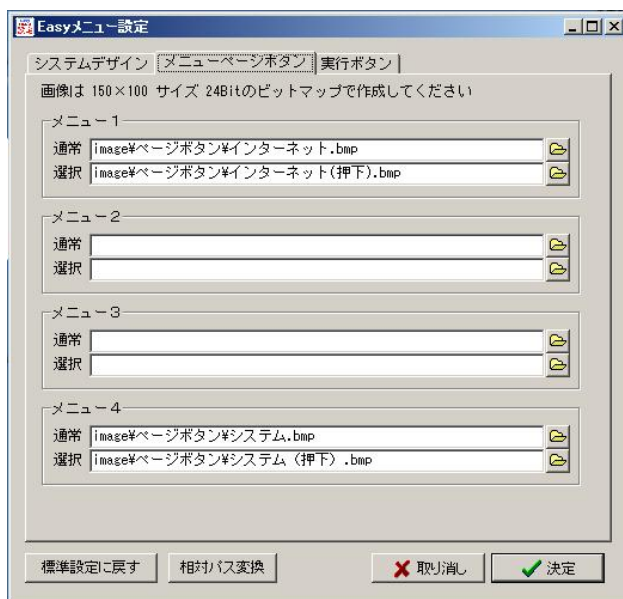 Easyメニュー設定
システムデザイン メニューページボタン 実行ボタン
画像は 150×100 サイズ 24Bitのビットマップで作成してください
メニュー1
通常 image¥ページボタン¥インターネット.bmp
選択 image¥ページボタン¥インターネット(押下).bmp
メニュー2
通常
選択
メニュー3
通常
選択
メニュー4
通常 image¥ページボタン¥システム.bmp
選択 image¥ページボタン¥システム（押下）.bmp
標準設定に戻す 相対パス変換 取り消し 決定